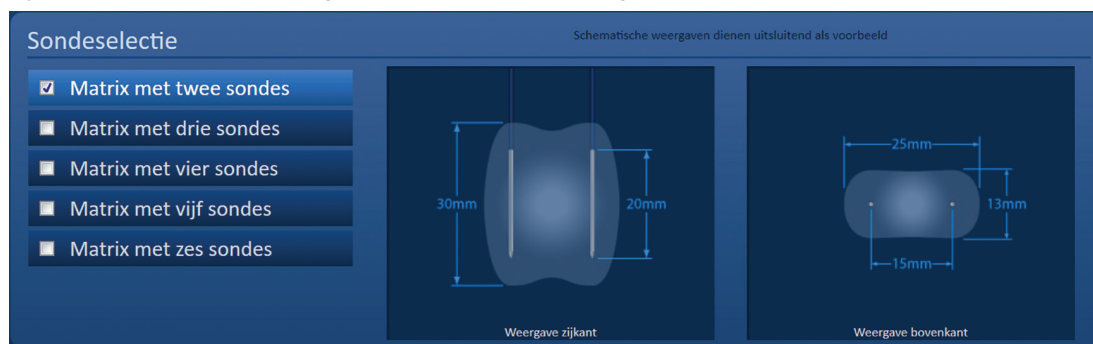 Sondeselectie
Schematische weergaven dienen uitsluitend als voorbeeld
Matrix met twee sondes
Matrix met drie sondes
Matrix met vier sondes
Matrix met vijf sondes
Matrix met zes sondes
30mm
20mm
Weergave zijkant
25mm
13mm
15mm
Weergave bovenkant